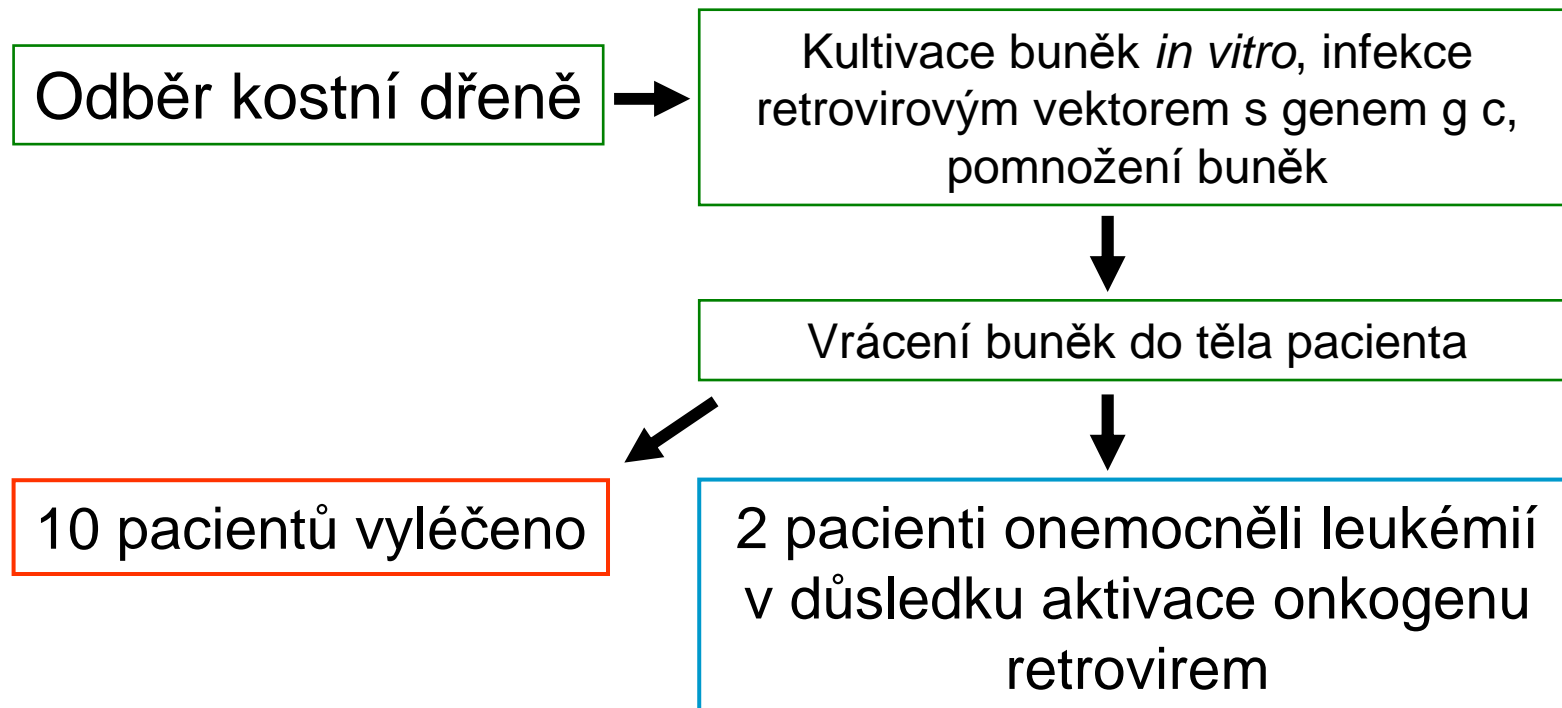 Odběr kostní dřeně
Kultivace buněk in vitro, infekce
retrovirovým vektorem s genem g c,
pomnožení buněk
Vrácení buněk do těla pacienta
10 pacientů vyléčeno
2 pacienti onemocněli leukémií
v důsledku aktivace onkogenu
retrovirem